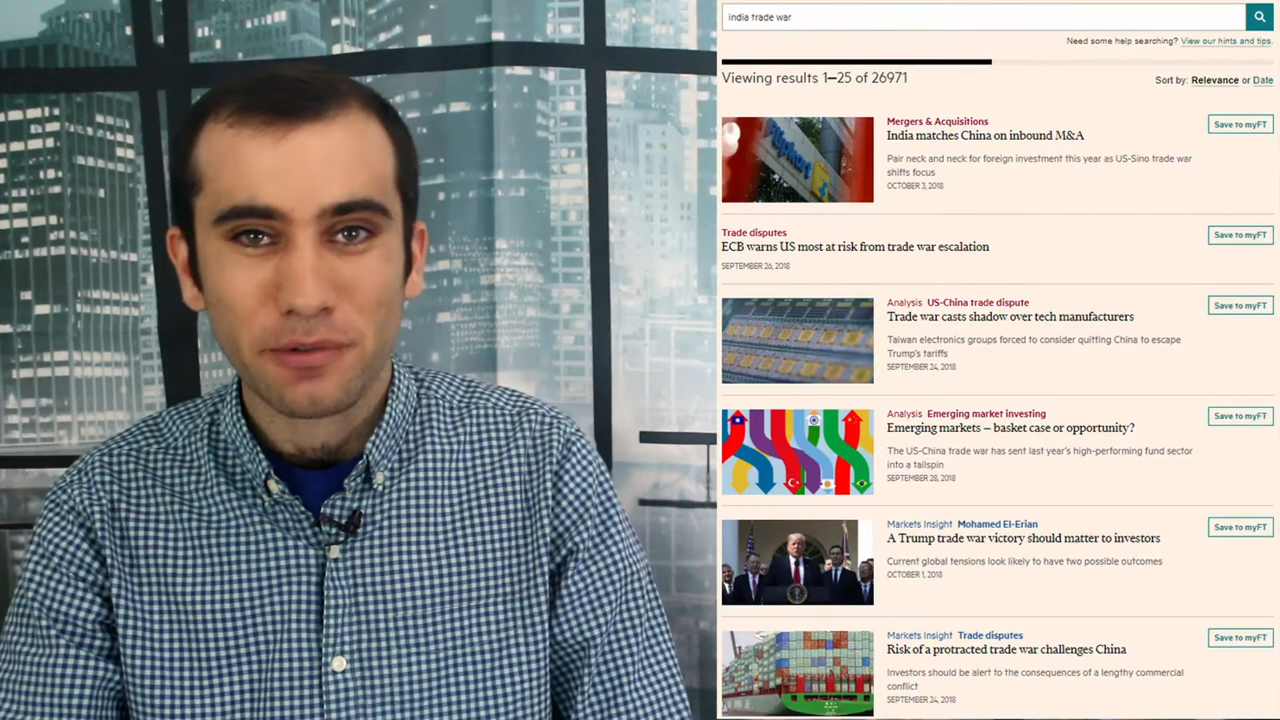 india trade war
Need some help searching? View our hints and tips.
Viewing results 1–25 of 26971
Sort by: Relevance or Date
Mergers & Acquisitions
India matches China on inbound M&A
Pair neck and neck for foreign investment this year as US-Sino trade war
shifts focus
OCTOBER 3, 2018
Save to myFT
Flipkart
Trade disputes
ECB warns US most at risk from trade war escalation
SEPTEMBER 26, 2018
Save to myFT
Analysis US-China trade dispute
Trade war casts shadow over tech manufacturers
Taiwan electronics groups forced to consider quitting China to escape
Trump's tariffs
SEPTEMBER 24, 2018
Save to myFT
Analysis Emerging market investing
Emerging markets – basket case or opportunity?
The US-China trade war has sent last year's high-performing fund sector
into a tailspin
SEPTEMBER 28, 2018
Save to myFT
Markets Insight Mohamed El-Erian
A Trump trade war victory should matter to investors
Current global tensions look likely to have two possible outcomes
OCTOBER 1, 2018
Save to myFT
Markets Insight Trade disputes
Risk of a protracted trade war challenges China
Investors should be alert to the consequences of a lengthy commercial
conflict
SEPTEMBER 24, 2018
Save to myFT